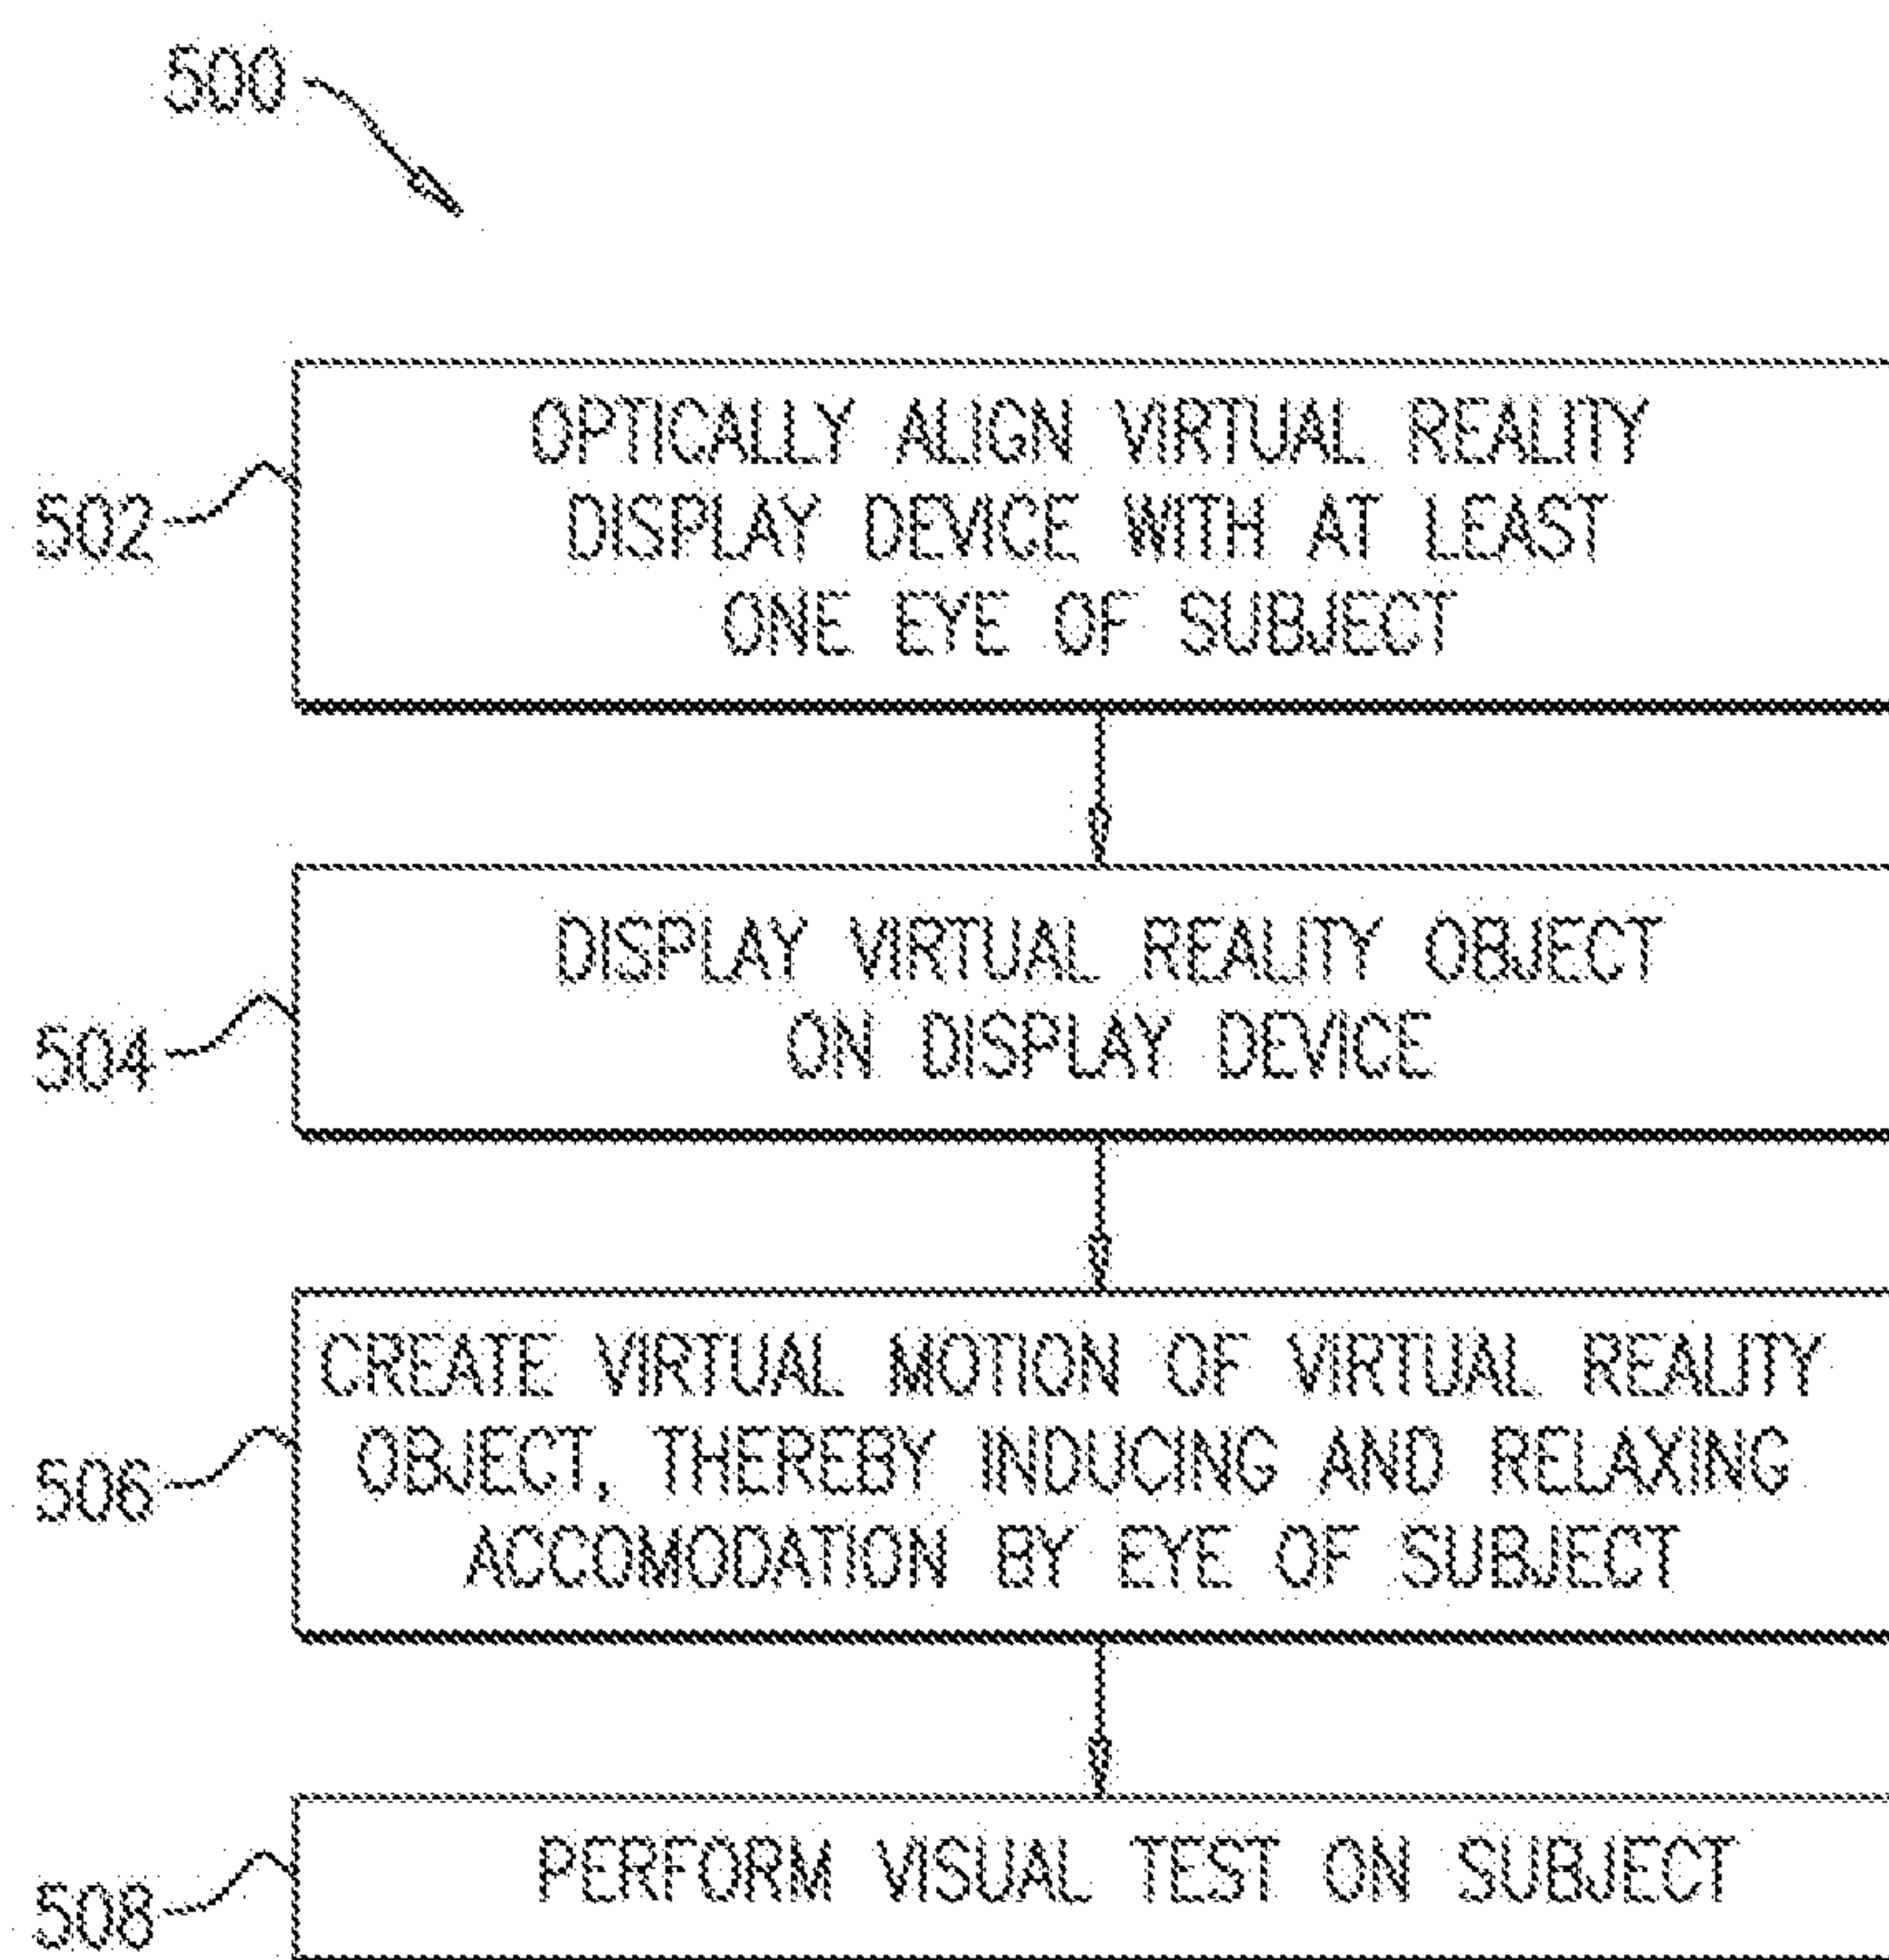 500
502
OPTICALLY ALIGN VIRTUAL REALITY
DISPLAY DEVICE WITH AT LEAST
ONE EYE OF SUBJECT
504
DISPLAY VIRTUAL REALITY OBJECT
ON DISPLAY DEVICE
506
CREATE VIRTUAL MOTION OF VIRTUAL REALITY
OBJECT, THEREBY INDUCING AND RELAXING
ACCOMODATION BY EYE OF SUBJECT
508
PERFORM VISUAL TEST ON SUBJECT